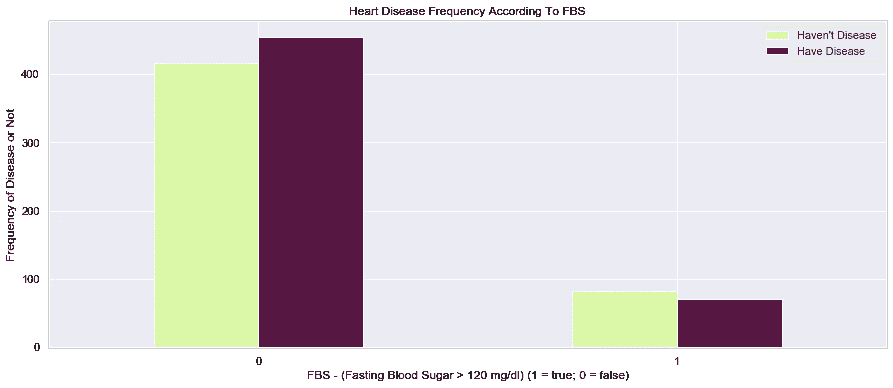 Heart Disease Frequency According To FBS
Haven't Disease
Have Disease
Frequency of Disease or Not
400
300
200
100
0
0
1
FBS - (Fasting Blood Sugar > 120 mg/dl) (1 = true; 0 = false)